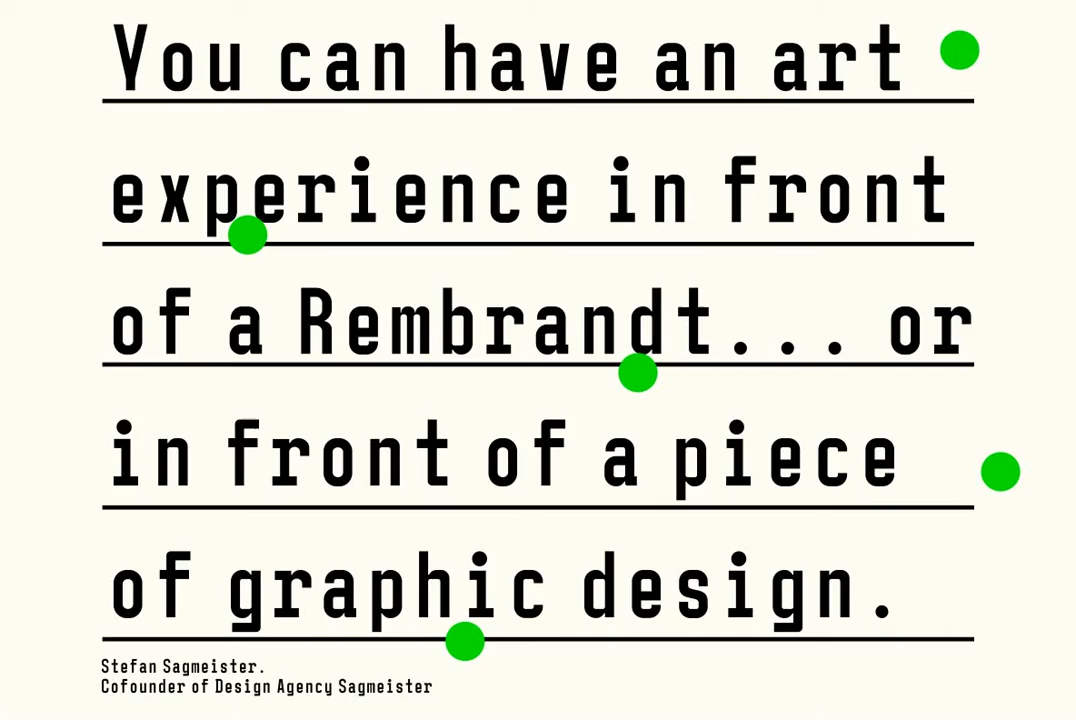 You can have an art
experience in front
of a Rembrandt... or
in front of a piece
of graphic design.
Stefan Sagmeister.
Cofounder of Design Agency Sagmeister